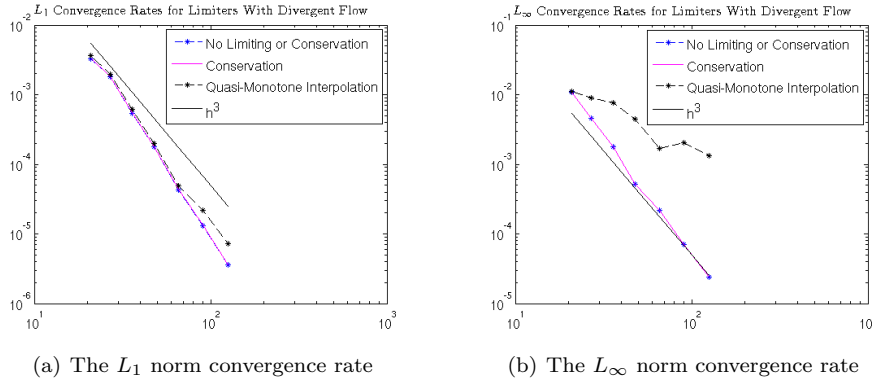 L₁ Convergence Rates for Limiters With Divergent Flow
10⁻²
10⁻³
10⁻⁴
10⁻⁵
10⁻⁶
10¹
10²
10³
No Limiting or Conservation
Conservation
Quasi-Monotone Interpolation
h³
(a) The L₁ norm convergence rate
L∞ Convergence Rates for Limiters With Divergent Flow
10⁻¹
10⁻²
10⁻³
10⁻⁴
10⁻⁵
10¹
10²
10
No Limiting or Conservation
Conservation
Quasi-Monotone Interpolation
h³
(b) The L∞ norm convergence rate